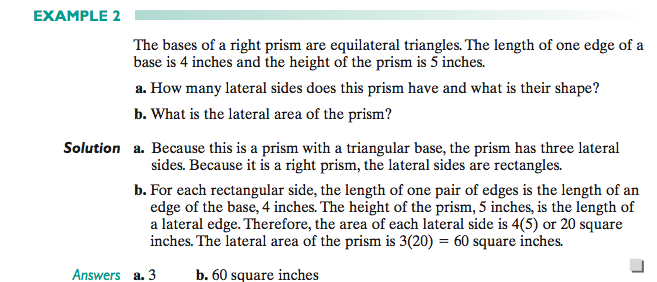 EXAMPLE 2
The bases of a right prism are equilateral triangles. The length of one edge of a
base is 4 inches and the height of the prism is 5 inches.
a. How many lateral sides does this prism have and what is their shape?
b. What is the lateral area of the prism?
Solution a. Because this is a prism with a triangular base, the prism has three lateral
sides. Because it is a right prism, the lateral sides are rectangles.
b. For each rectangular side, the length of one pair of edges is the length of an
edge of the base, 4 inches. The height of the prism, 5 inches, is the length of
a lateral edge. Therefore, the area of each lateral side is 4(5) or 20 square
inches. The lateral area of the prism is 3(20) = 60 square inches.
Answers a. 3 b. 60 square inches